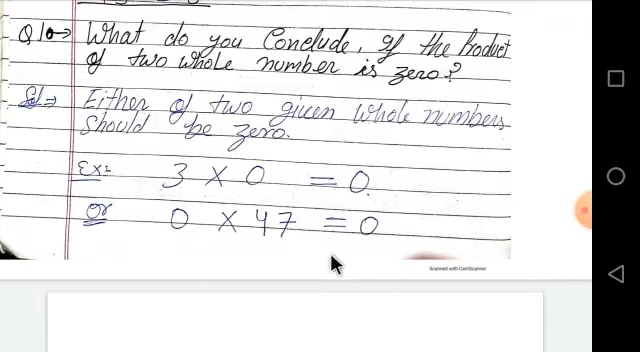 Q10→ What do you Conclude, If the Product
of two whole number is zero?
Sol→ Either of two given whole numbers
should be zero.
Ex:- 3 × 0 = 0.
Or 0 × 47 = 0
Scanned with CamScanner